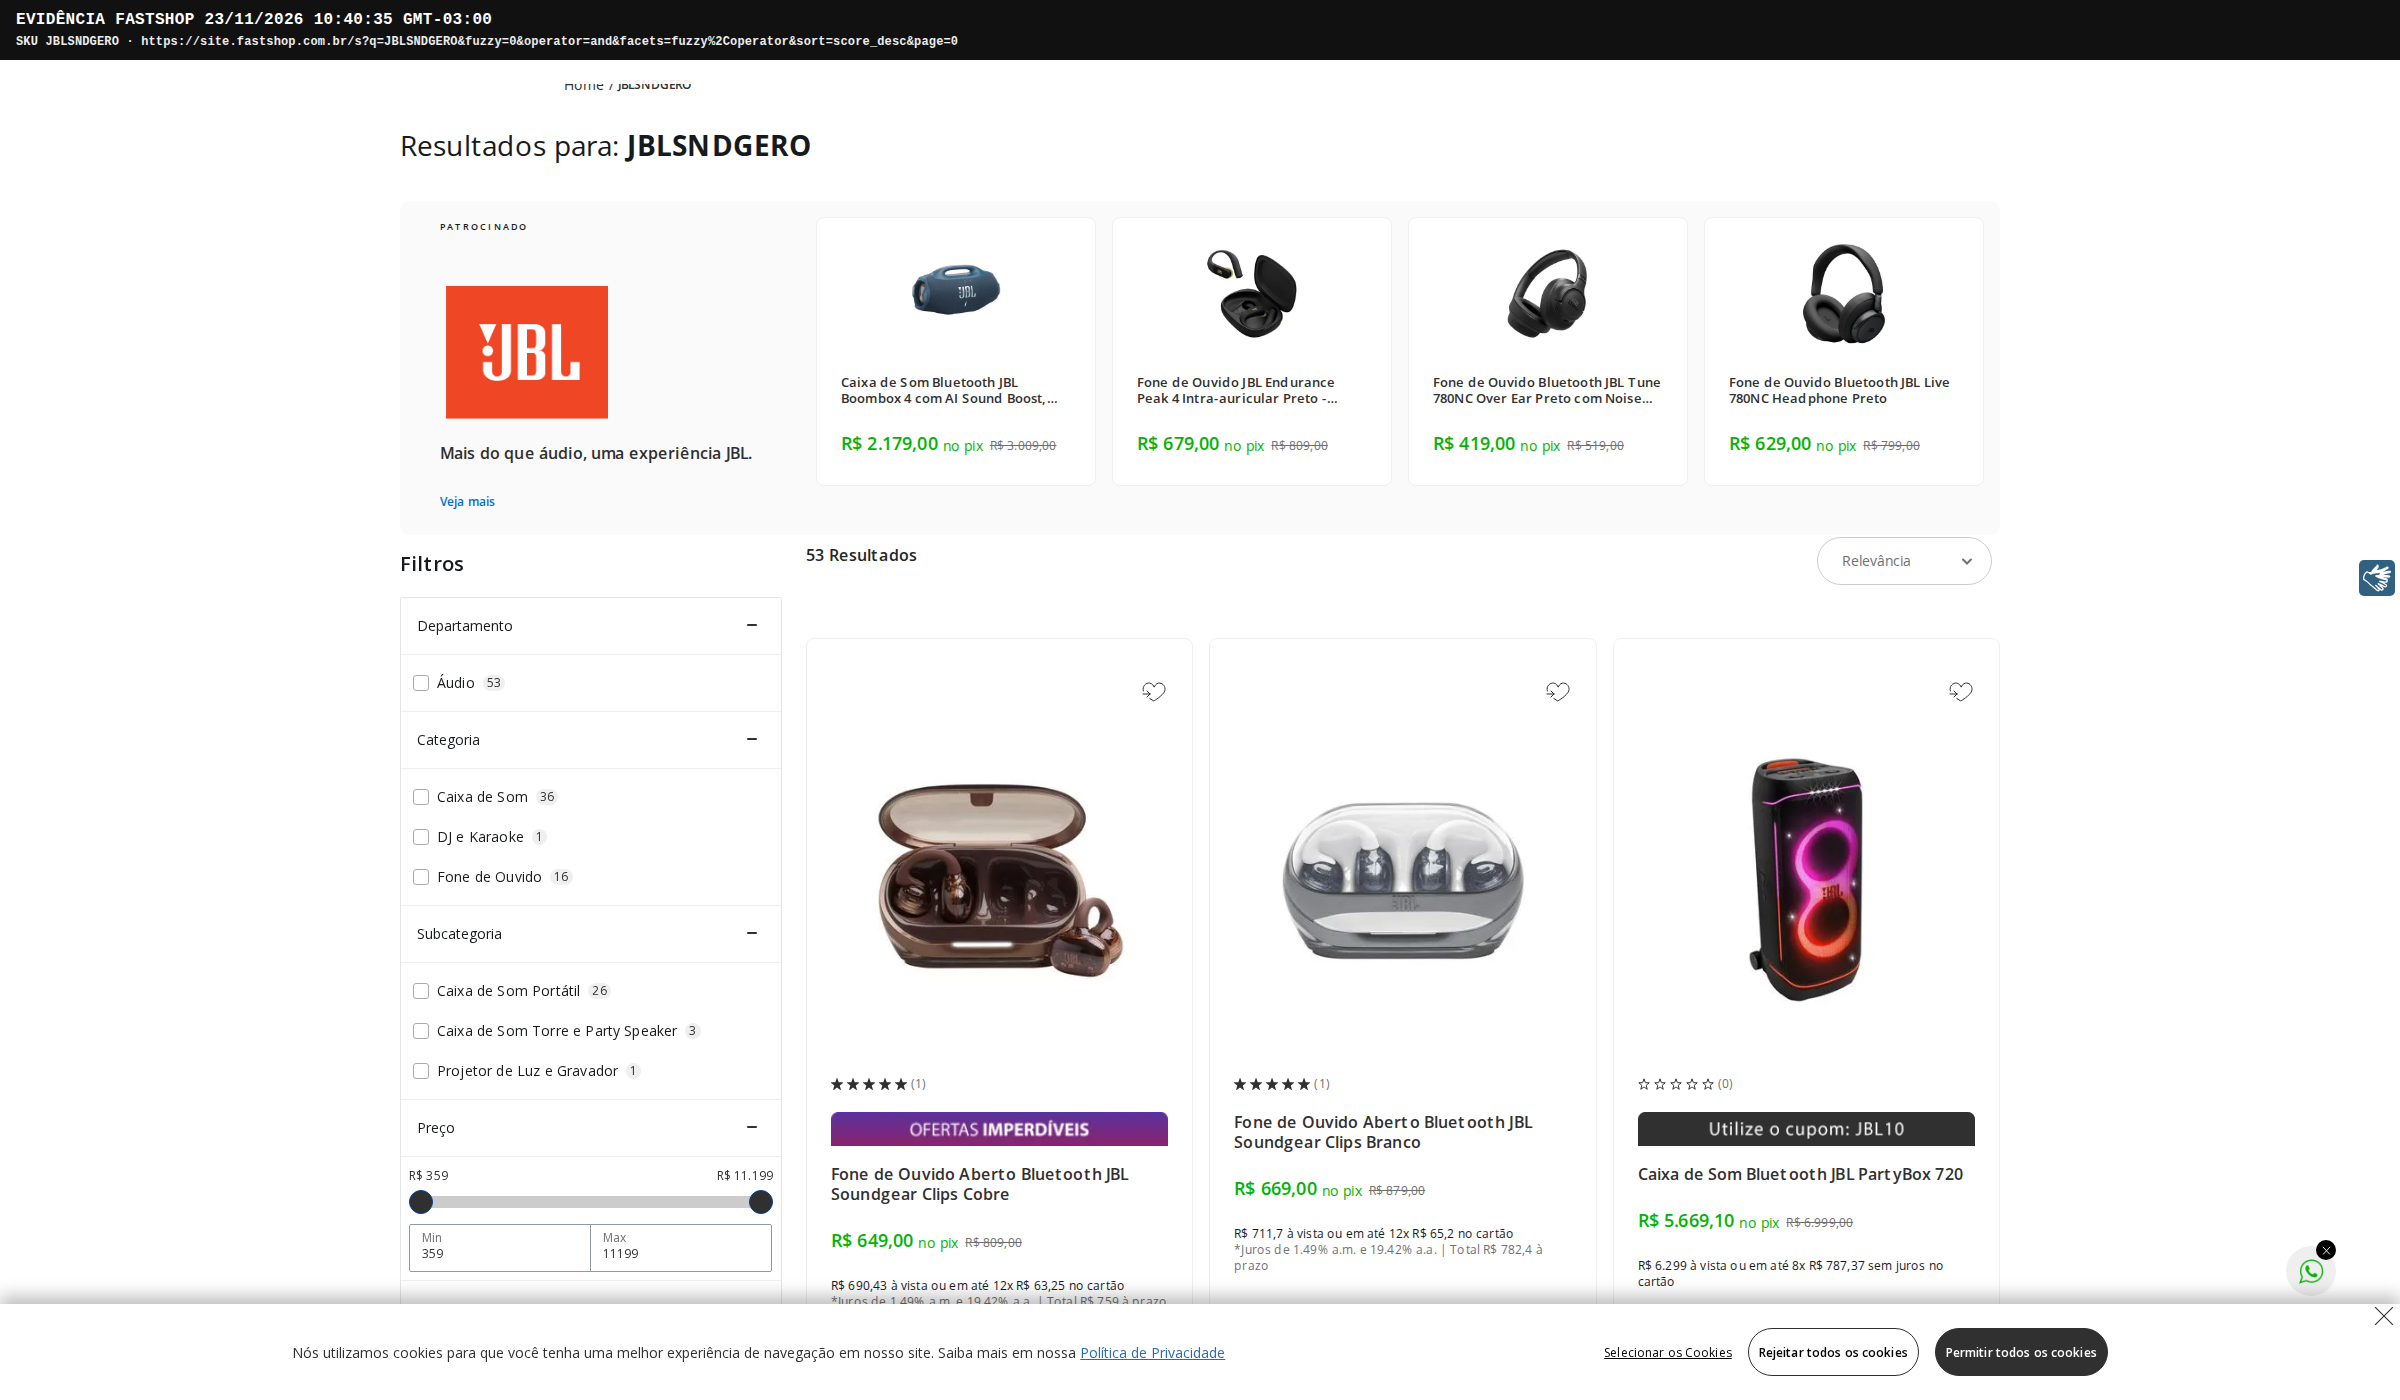 EVIDÊNCIA FASTSHOP 23/11/2026 10:40:35 GMT-03:00
SKU JBLSNDGERO · https://site.fastshop.com.br/s?q=JBLSNDGERO&fuzzy=0&operator=and&facets=fuzzy%2Coperator&sort=score_desc&page=0
Home / JBLSNDGERO
Resultados para: JBLSNDGERO
PATROCINADO
JBL
Mais do que áudio, uma experiência JBL.
Veja mais
JBL
Caixa de Som Bluetooth JBL
Boombox 4 com AI Sound Boost,...
R$ 2.179,00 no pix R$ 3.009,00
Fone de Ouvido JBL Endurance
Peak 4 Intra-auricular Preto -...
R$ 679,00 no pix R$ 809,00
Fone de Ouvido Bluetooth JBL Tune
780NC Over Ear Preto com Noise...
R$ 419,00 no pix R$ 519,00
Fone de Ouvido Bluetooth JBL Live
780NC Headphone Preto
R$ 629,00 no pix R$ 799,00
Filtros
Departamento
Áudio 53
Categoria
Caixa de Som 36
DJ e Karaoke 1
Fone de Ouvido 16
Subcategoria
Caixa de Som Portátil 26
Caixa de Som Torre e Party Speaker 3
Projetor de Luz e Gravador 1
Preço
R$ 359 R$ 11.199
Min
359
Max
11199
53 Resultados
Relevância
JBL
(1)
OFERTAS IMPERDÍVEIS
Fone de Ouvido Aberto Bluetooth JBL
Soundgear Clips Cobre
R$ 649,00 no pix R$ 809,00
R$ 690,43 à vista ou em até 12x R$ 63,25 no cartão
*Juros de 1.49% a.m. e 19.42% a.a. | Total R$ 759 à prazo
JBL
(1)
Fone de Ouvido Aberto Bluetooth JBL
Soundgear Clips Branco
R$ 669,00 no pix R$ 879,00
R$ 711,7 à vista ou em até 12x R$ 65,2 no cartão
*Juros de 1.49% a.m. e 19.42% a.a. | Total R$ 782,4 à
prazo
JBL
(0)
Utilize o cupom: JBL10
Caixa de Som Bluetooth JBL PartyBox 720
R$ 5.669,10 no pix R$ 6.999,00
R$ 6.299 à vista ou em até 8x R$ 787,37 sem juros no
cartão
Nós utilizamos cookies para que você tenha uma melhor experiência de navegação em nosso site. Saiba mais em nossa Política de Privacidade
Selecionar os Cookies
Rejeitar todos os cookies
Permitir todos os cookies